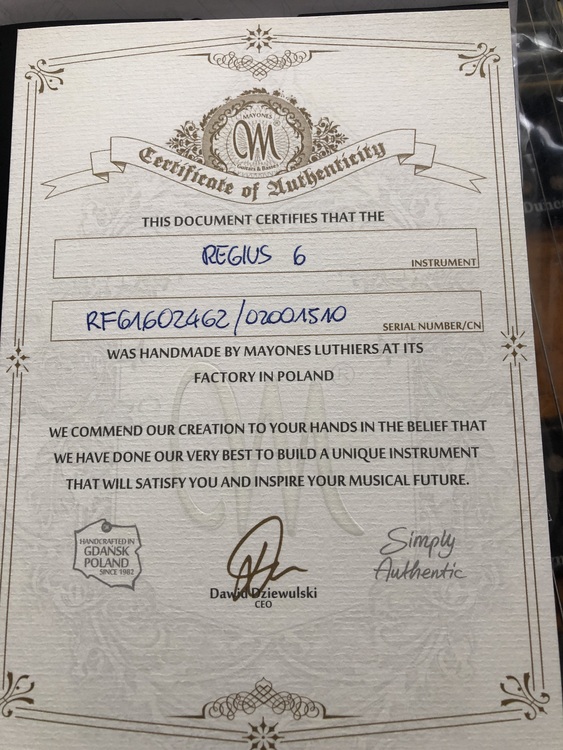 MAYONES
M
Guitars & Basses
Certificate of Authenticity
THIS DOCUMENT CERTIFIES THAT THE
REGIUS 6
INSTRUMENT
RF61602462/02001510
SERIAL NUMBER/CN
WAS HANDMADE BY MAYONES LUTHIERS AT ITS
FACTORY IN POLAND
WE COMMEND OUR CREATION TO YOUR HANDS IN THE BELIEF THAT
WE HAVE DONE OUR VERY BEST TO BUILD A UNIQUE INSTRUMENT
THAT WILL SATISFY YOU AND INSPIRE YOUR MUSICAL FUTURE.
HANDCRAFTED IN
GDAŃSK
POLAND
SINCE 1982
Dawid Dziewulski
CEO
Simply
Authentic